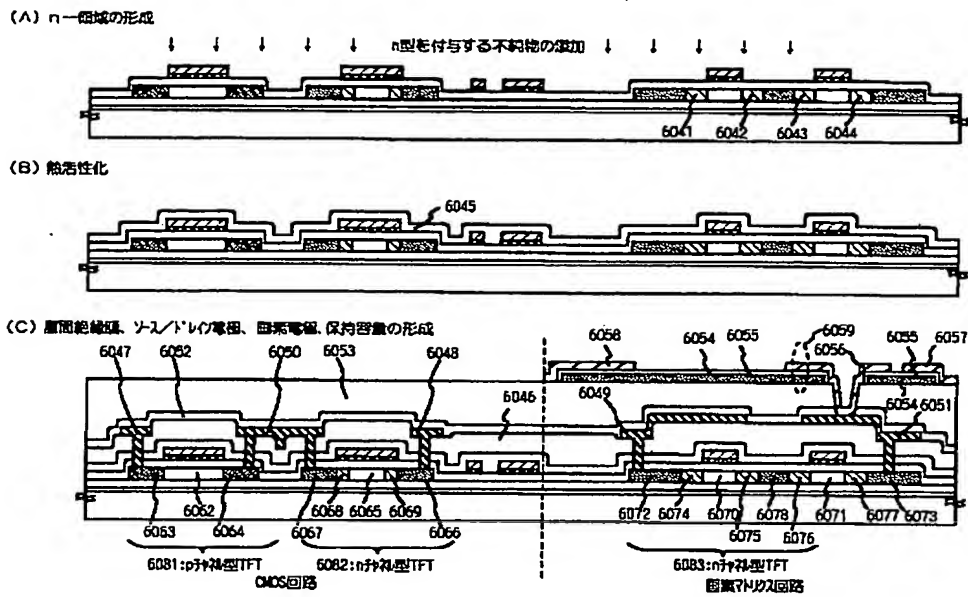 (A) n−領域の形成
n型を付与する不純物の添加
6041 6042 6043 6044
(B) 熱活性化
6045
(C) 層間絶縁膜、ソース/ドレイン電極、画素電極、保持容量の形成
6047 6052 6050 6053 6048 6046 6058 6054 6055 6059 6056 6055 6057
6049 6054 6051
6063 6062 6064 6067 6068 6065 6069 6066 6072 6074 6070 6075 6078 6076 6071 6077 6073
6081:pチャネル型TFT 6082:nチャネル型TFT 6083:nチャネル型TFT
CMOS回路 画素マトリクス回路